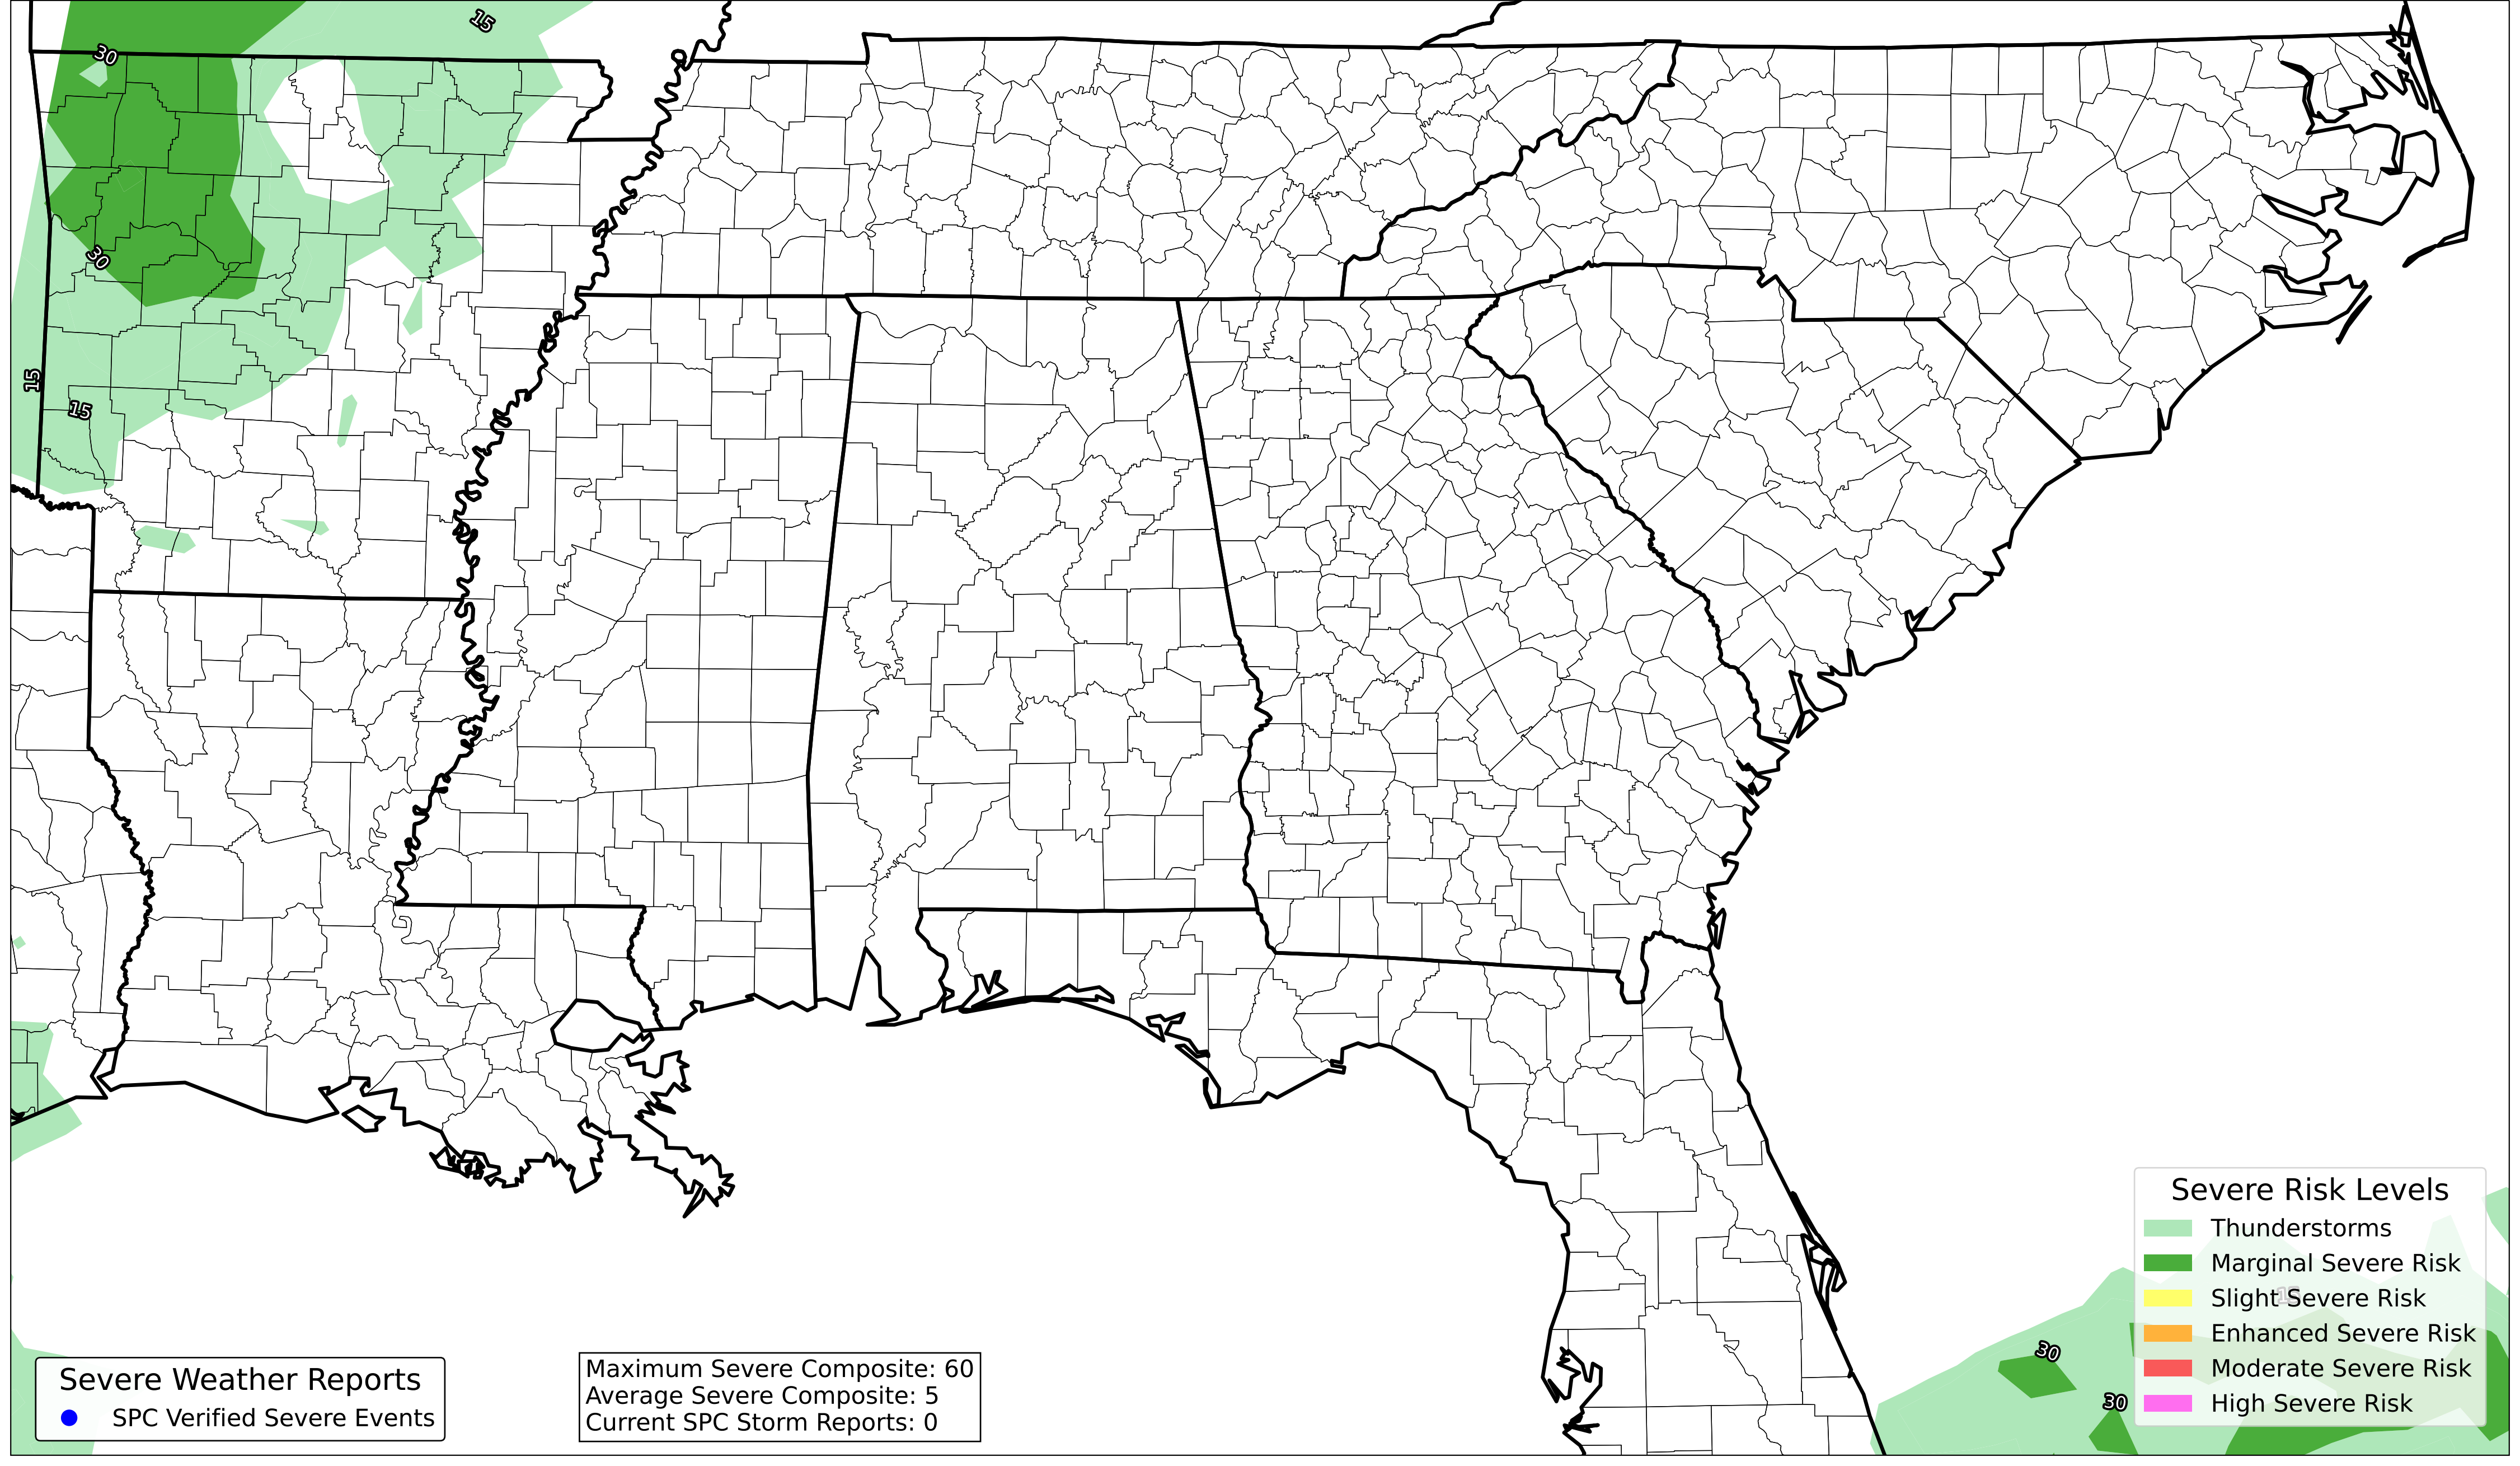 15
30
30
15
15
Severe Risk Levels
Thunderstorms
Marginal Severe Risk
15
Slight Severe Risk
Enhanced Severe Risk
30
Moderate Severe Risk
30
High Severe Risk
Severe Weather Reports
SPC Verified Severe Events
Maximum Severe Composite: 60
Average Severe Composite: 5
Current SPC Storm Reports: 0